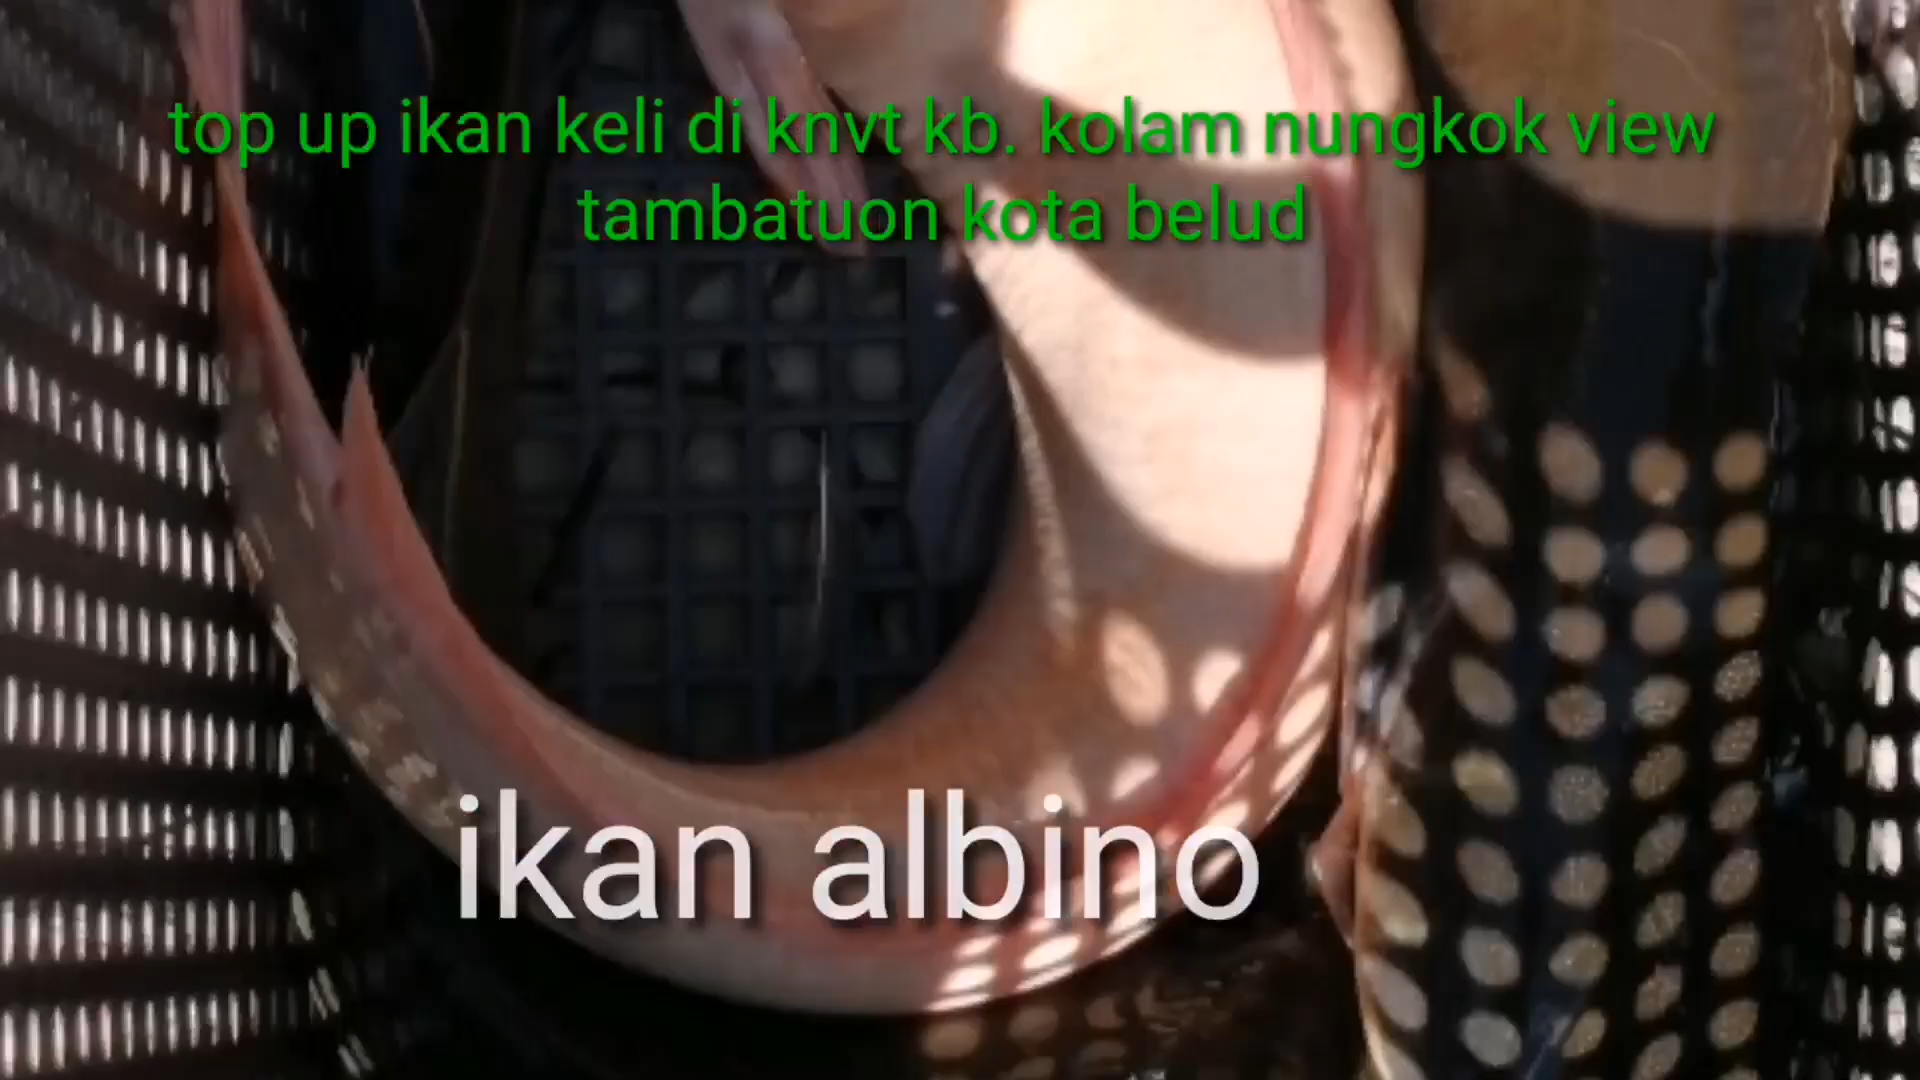 top up ikan keli di knvt kb. kolam nungkok view
tambatuon kota belud
ikan albino